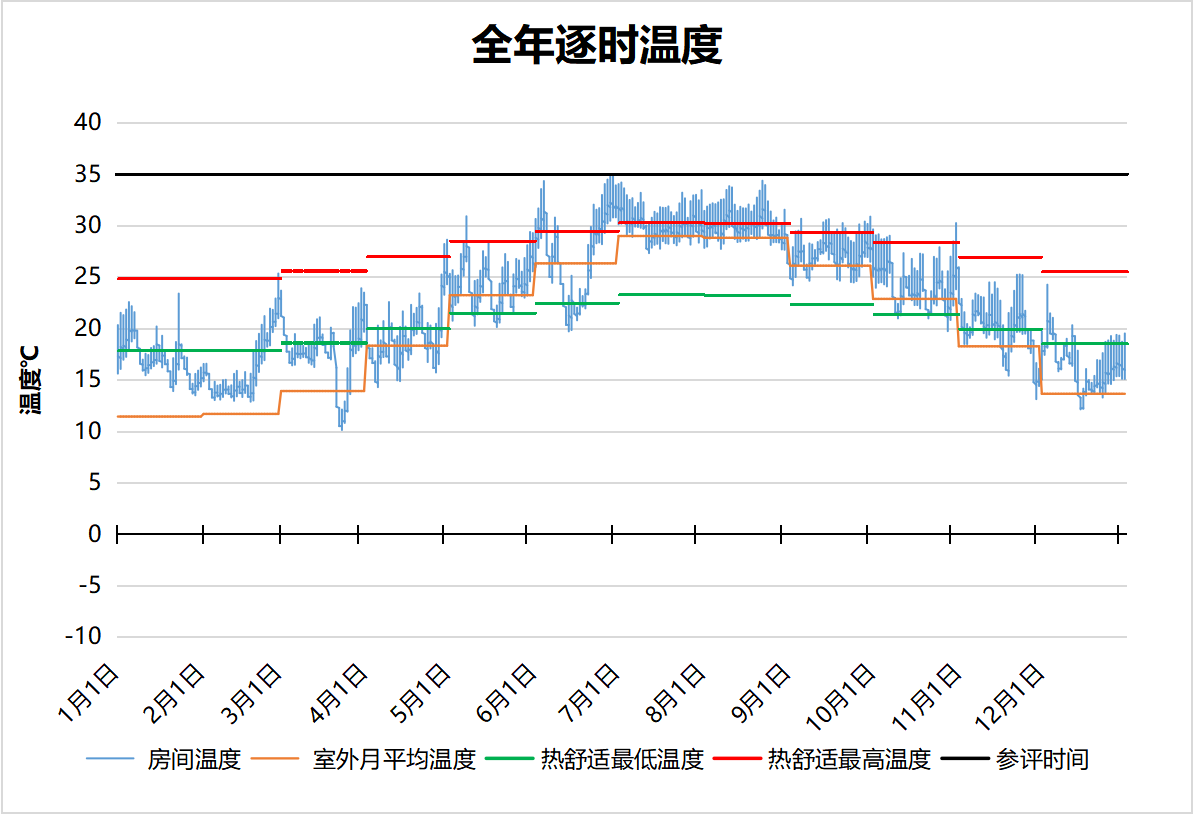 全年逐时温度
40
35
30
25
20
15
10
5
0
-5
-10
温度℃
1月1日
2月1日
3月1日
4月1日
5月1日
6月1日
7月1日
8月1日
9月1日
10月1日
11月1日
12月1日
房间温度 室外月平均温度 热舒适最低温度 热舒适最高温度 参评时间